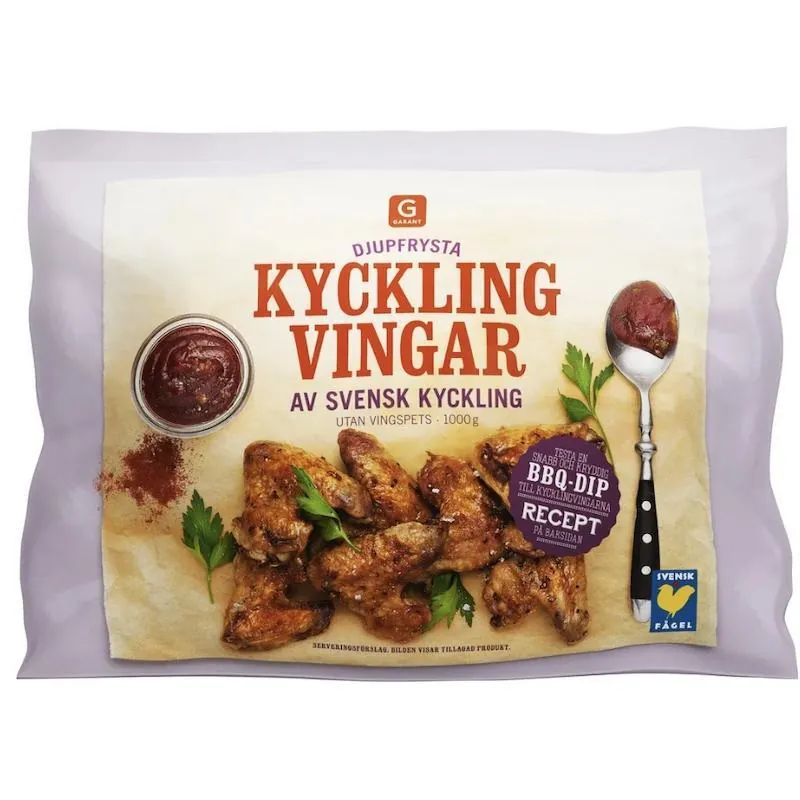 G
GARANT
DJUPFRYSTA
KYCKLING
VINGAR
AV SVENSK KYCKLING
UTAN VINGSPETS · 1000g
TESTA EN
SNABB OCH KRYDDIG
BBQ-DIP
TILL KYCKLINGVINGARNA
RECEPT
PÅ BAKSIDAN
SVENSK
FÅGEL
SERVERINGSFÖRSLAG. BILDEN VISAR TILLAGAD PRODUKT.